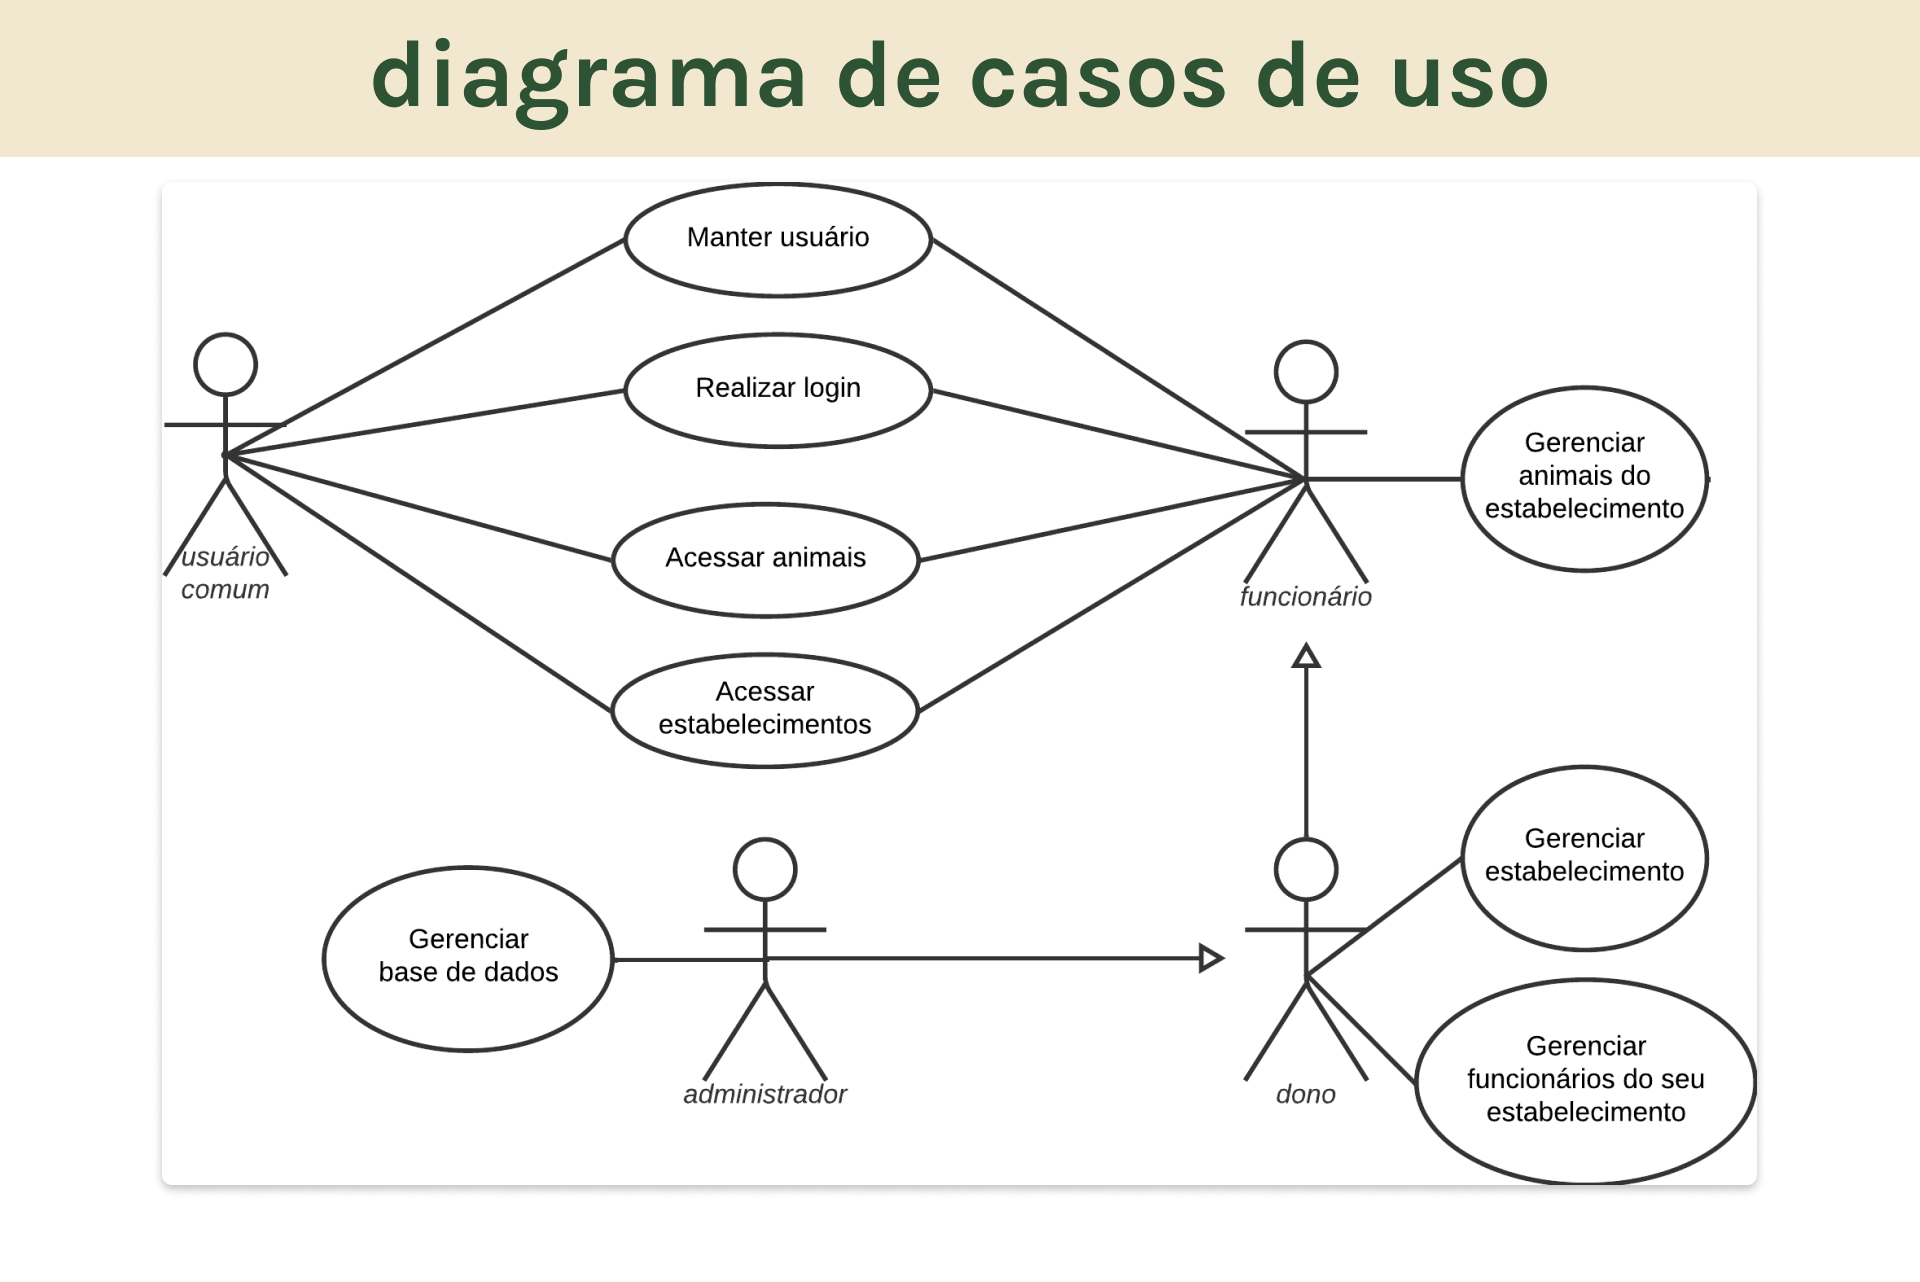 diagrama de casos de uso
Manter usuário
Realizar login
Acessar animais
Acessar
estabelecimentos
usuário
comum
funcionário
Gerenciar
animais do
estabelecimento
Gerenciar
base de dados
administrador
dono
Gerenciar
estabelecimento
Gerenciar
funcionários do seu
estabelecimento